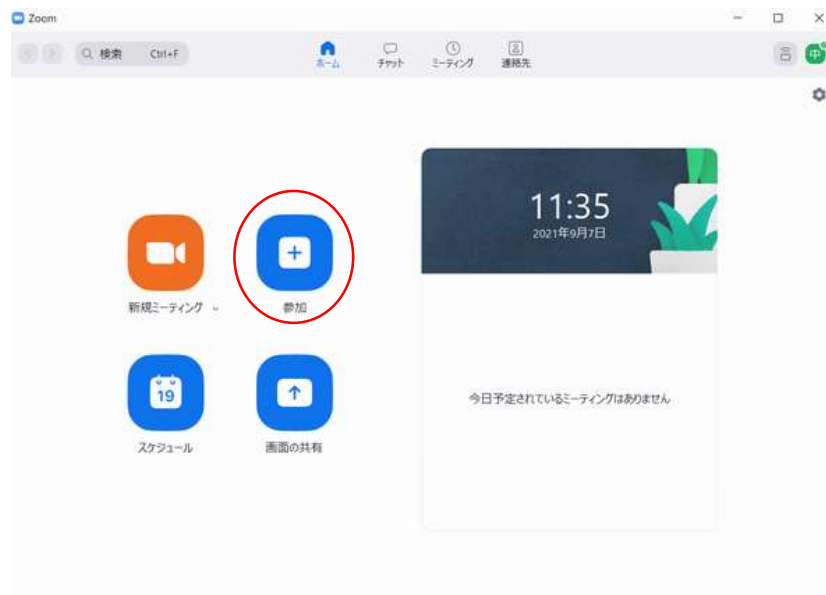 Zoom
検索 Ctrl+F
ホーム
チャット
ミーティング
連絡先
中
11:35
2021年9月7日
新規ミーティング
参加
19
スケジュール
画面の共有
今日予定されているミーティングはありません